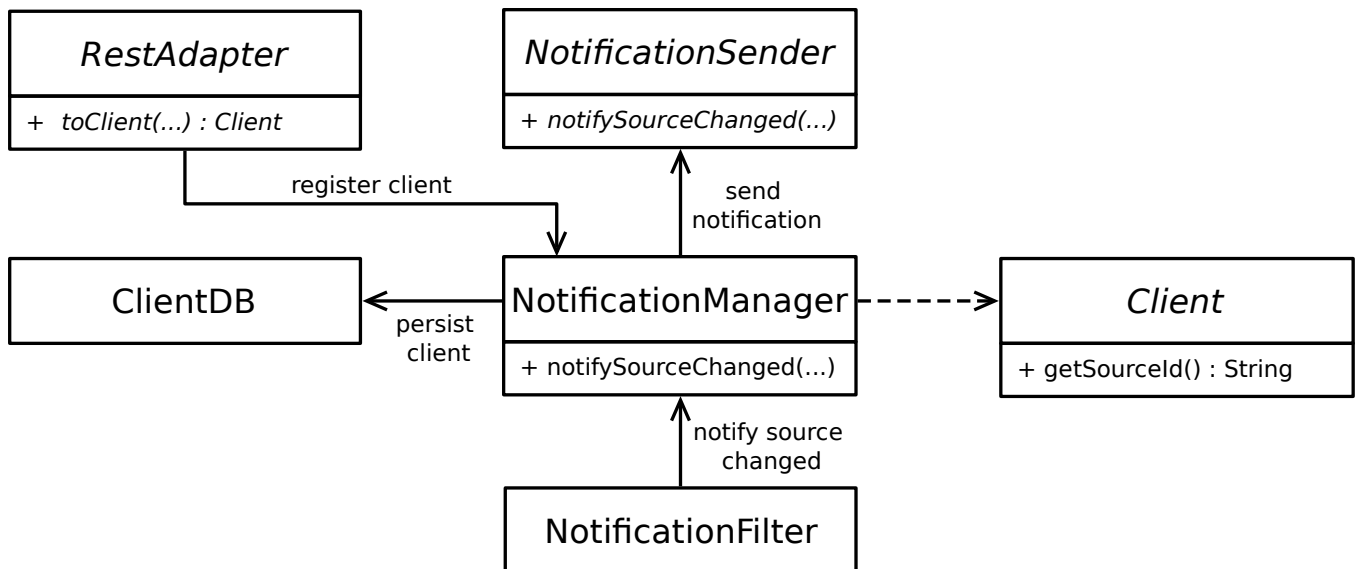 RestAdapter
+ toClient(...) : Client
NotificationSender
+ notifySourceChanged(...)
register client
send
notification
ClientDB
persist
client
NotificationManager
+ notifySourceChanged(...)
Client
+ getSourceId() : String
notify source
changed
NotificationFilter